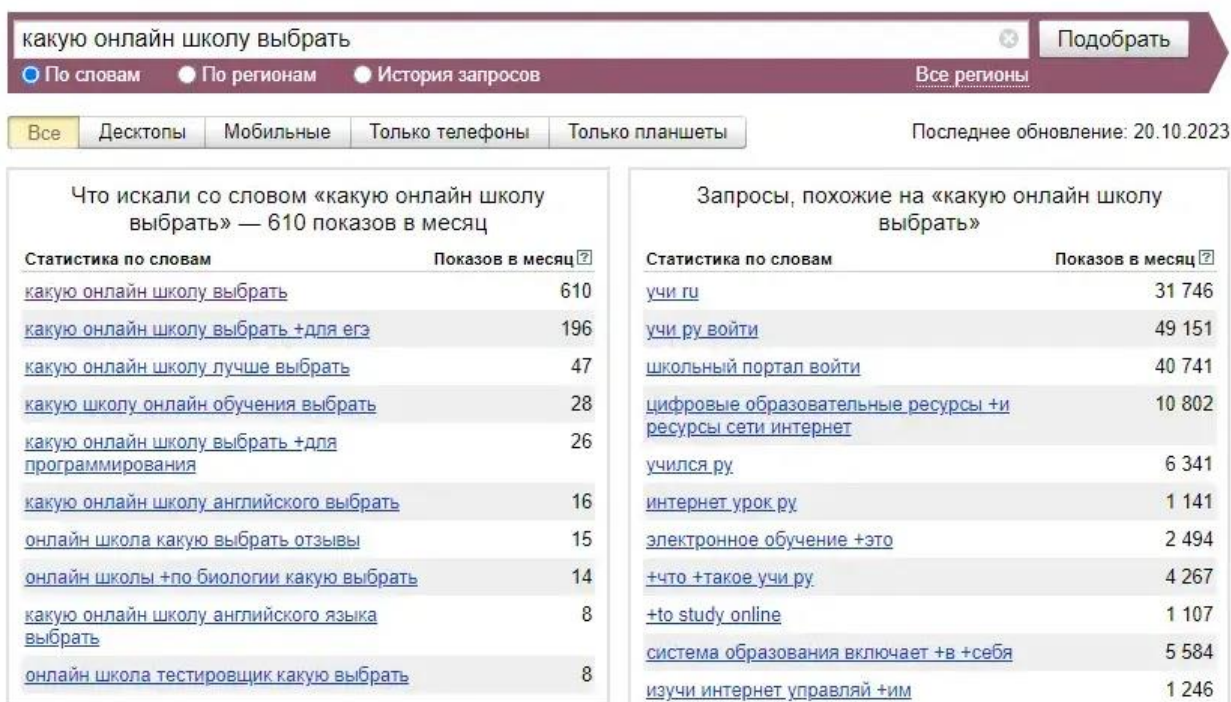 какую онлайн школу выбрать
Подобрать
По словам
По регионам
История запросов
Все регионы
Все
Десктопы
Мобильные
Только телефоны
Только планшеты
Последнее обновление: 20.10.2023
Что искали со словом «какую онлайн школу
выбрать» — 610 показов в месяц
Статистика по словам Показов в месяц ?
какую онлайн школу выбрать 610
какую онлайн школу выбрать +для егэ 196
какую онлайн школу лучше выбрать 47
какую школу онлайн обучения выбрать 28
какую онлайн школу выбрать +для 26
программирования
какую онлайн школу английского выбрать 16
онлайн школа какую выбрать отзывы 15
онлайн школы +по биологии какую выбрать 14
какую онлайн школу английского языка 8
выбрать
онлайн школа тестировщик какую выбрать 8
Запросы, похожие на «какую онлайн школу
выбрать»
Статистика по словам Показов в месяц ?
учи ru 31 746
учи ру войти 49 151
школьный портал войти 40 741
цифровые образовательные ресурсы +и 10 802
ресурсы сети интернет
учился ру 6 341
интернет урок ру 1 141
электронное обучение +это 2 494
+что +такое учи ру 4 267
+to study online 1 107
система образования включает +в +себя 5 584
изучи интернет управляй +им 1 246